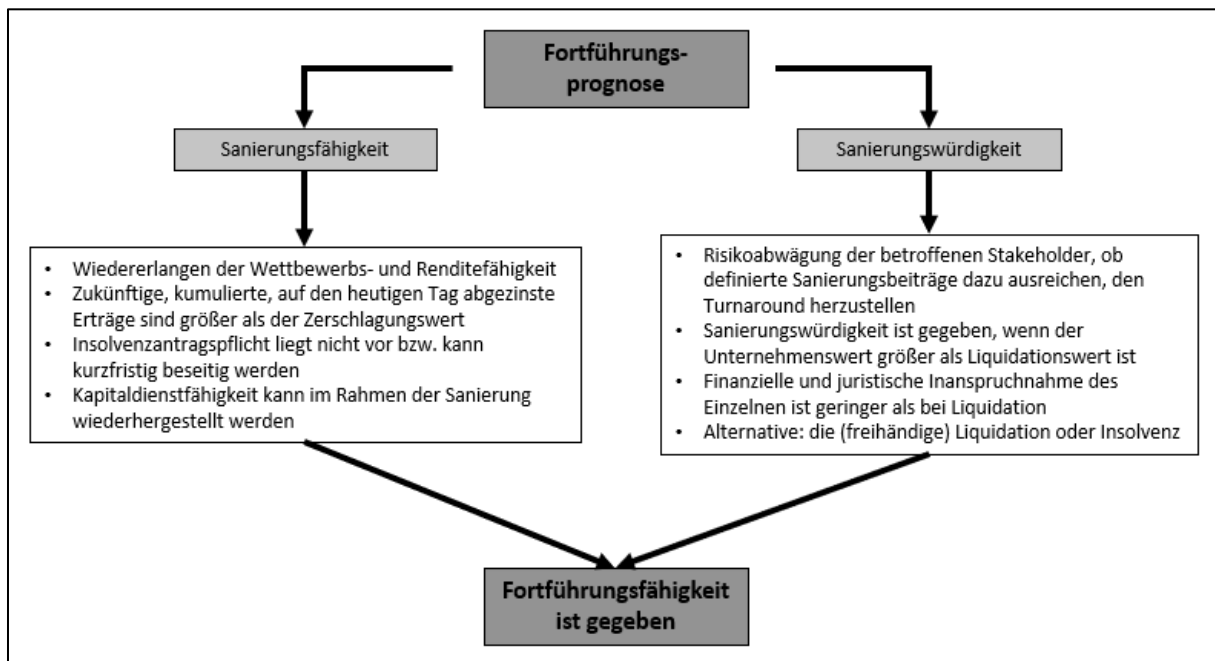 Fortführungs-
prognose
Sanierungsfähigkeit
Sanierungswürdigkeit
• Wiedererlangen der Wettbewerbs- und Renditefähigkeit
• Zukünftige, kumulierte, auf den heutigen Tag abgezinste
Erträge sind größer als der Zerschlagungswert
• Insolvenzantragspflicht liegt nicht vor bzw. kann
kurzfristig beseitig werden
• Kapitaldienstfähigkeit kann im Rahmen der Sanierung
wiederhergestellt werden
• Risikoabwägung der betroffenen Stakeholder, ob
definierte Sanierungsbeiträge dazu ausreichen, den
Turnaround herzustellen
• Sanierungswürdigkeit ist gegeben, wenn der
Unternehmenswert größer als Liquidationswert ist
• Finanzielle und juristische Inanspruchnahme des
Einzelnen ist geringer als bei Liquidation
• Alternative: die (freihändige) Liquidation oder Insolvenz
Fortführungsfähigkeit
ist gegeben